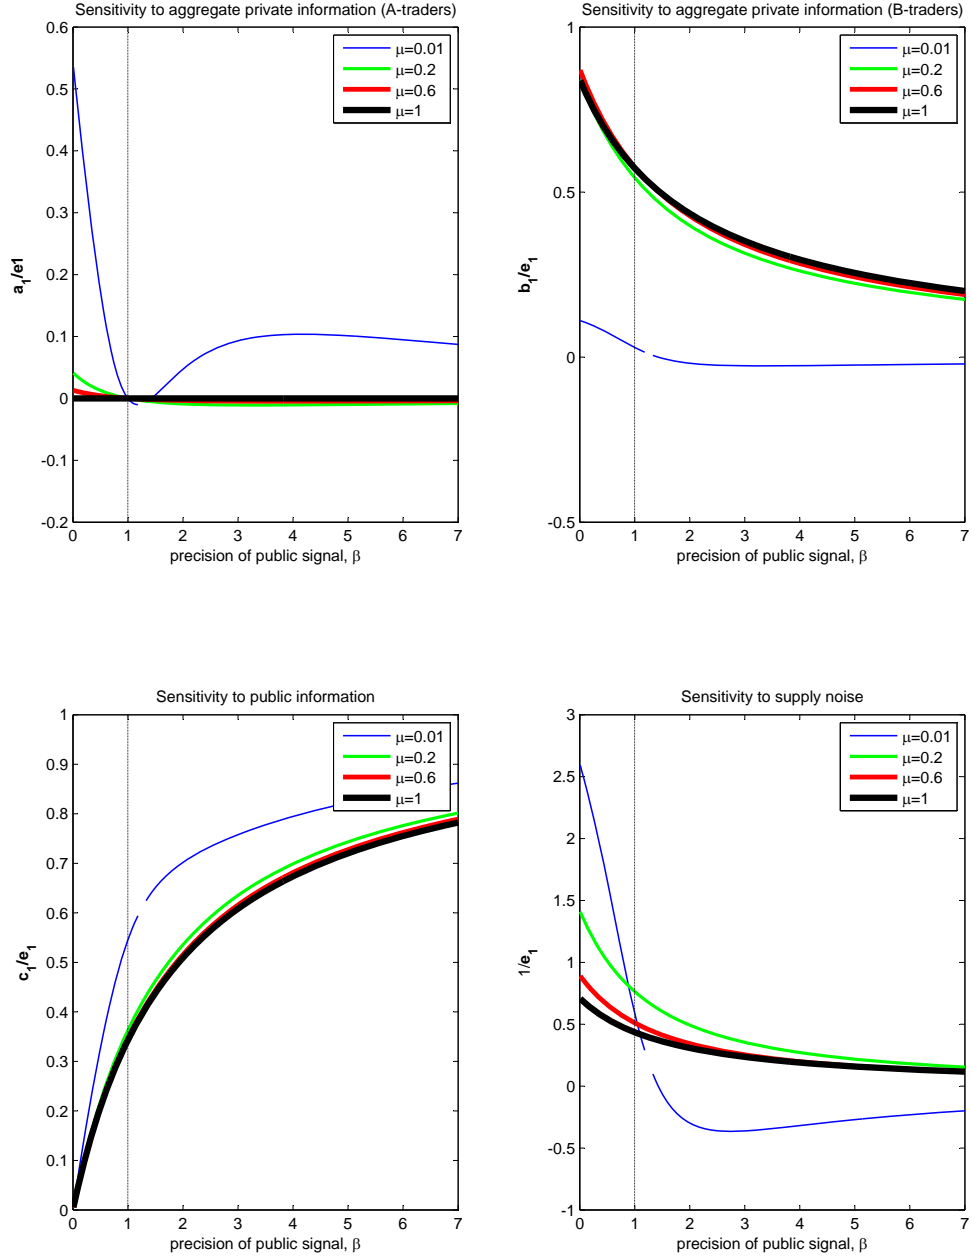 Sensitivity to aggregate private information (A-traders)
0.6
0.5
0.4
0.3
0.2
0.1
0
-0.1
-0.2
a1/e1
0 1 2 3 4 5 6 7
precision of public signal, β
μ=0.01
μ=0.2
μ=0.6
μ=1
Sensitivity to aggregate private information (B-traders)
1
0.5
0
-0.5
b1/e1
0 1 2 3 4 5 6 7
precision of public signal, β
μ=0.01
μ=0.2
μ=0.6
μ=1
Sensitivity to public information
1
0.9
0.8
0.7
0.6
0.5
0.4
0.3
0.2
0.1
0
c1/e1
0 1 2 3 4 5 6 7
precision of public signal, β
μ=0.01
μ=0.2
μ=0.6
μ=1
Sensitivity to supply noise
3
2.5
2
1.5
1
0.5
0
-0.5
-1
1/e1
0 1 2 3 4 5 6 7
precision of public signal, β
μ=0.01
μ=0.2
μ=0.6
μ=1